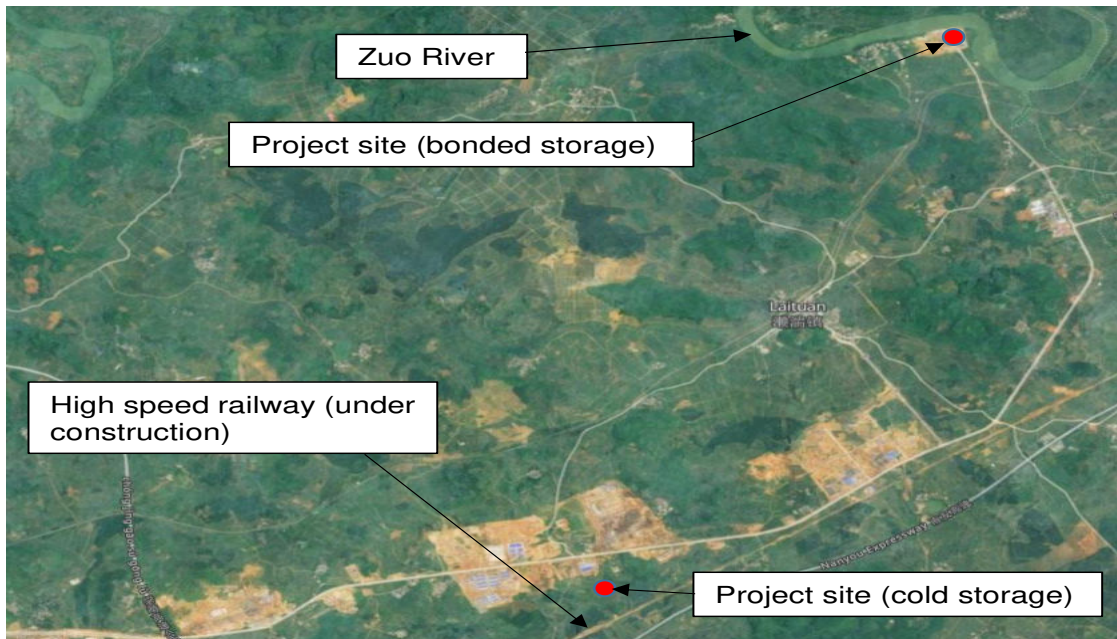 Zuo River
Project site (bonded storage)
Laituan
High speed railway (under
construction)
Nanyou Expressway
Project site (cold storage)